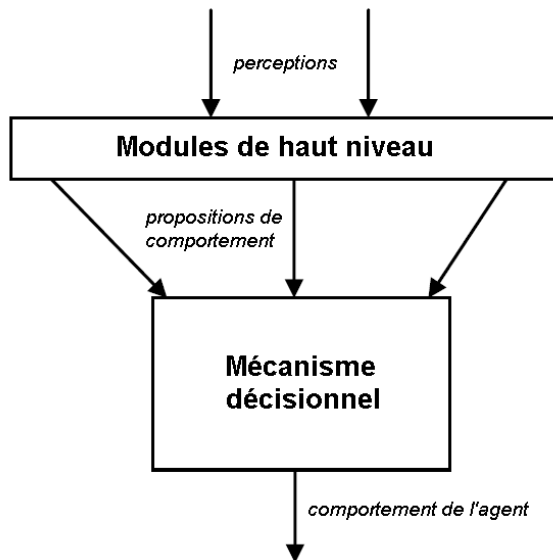 perceptions
Modules de haut niveau
propositions de
comportement
Mécanisme
décisionnel
comportement de l'agent